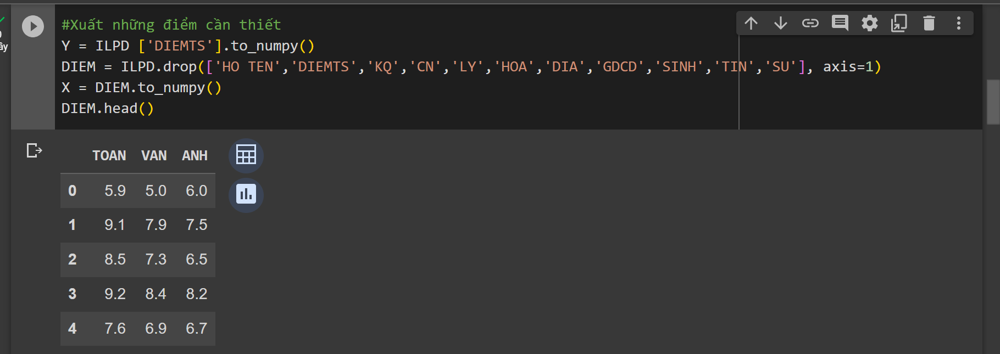 #Xuất những điểm cần thiết
Y = ILPD ['DIEMTS'].to_numpy()
DIEM = ILPD.drop(['HO TEN','DIEMTS','KQ','CN','LY','HOA','DIA','GDCD','SINH','TIN','SU'], axis=1)
X = DIEM.to_numpy()
DIEM.head()
TOAN VAN ANH
0 5.9 5.0 6.0
1 9.1 7.9 7.5
2 8.5 7.3 6.5
3 9.2 8.4 8.2
4 7.6 6.9 6.7